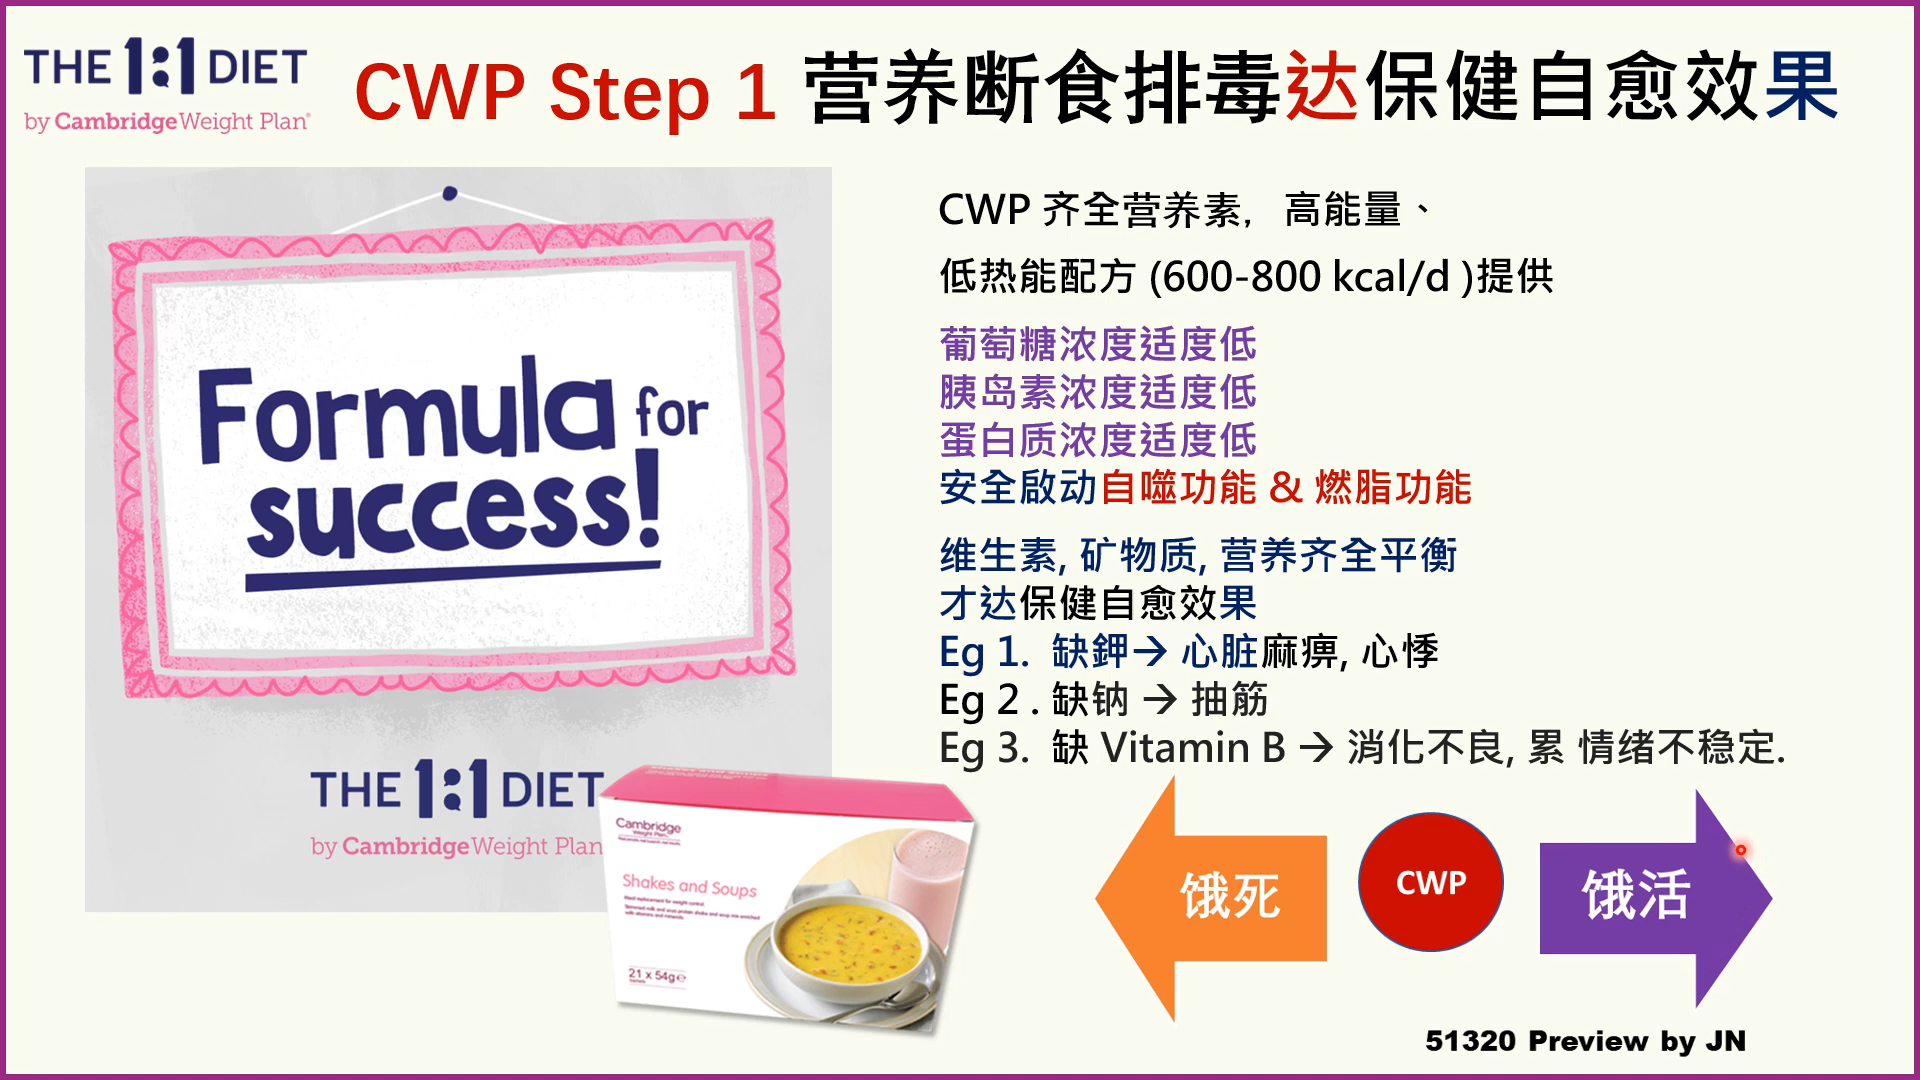 THE 1:1 DIET
by Cambridge Weight Plan®
CWP Step 1 营养断食排毒达保健自愈效果
Formula for
success!
THE 1:1 DIET
by Cambridge Weight Plan
CWP 齐全营养素, 高能量、
低热能配方 (600-800 kcal/d )提供
葡萄糖浓度适度低
胰岛素浓度适度低
蛋白质浓度适度低
安全啟动自噬功能 & 燃脂功能
维生素, 矿物质, 营养齐全平衡
才达保健自愈效果
Eg 1. 缺鉀→ 心脏麻痹, 心悸
Eg 2 . 缺钠 → 抽筋
Eg 3. 缺 Vitamin B → 消化不良, 累 情绪不稳定.
Cambridge
Weight Plan
Shakes and Soups
21 x 54g e
饿死
CWP
饿活
51320 Preview by JN